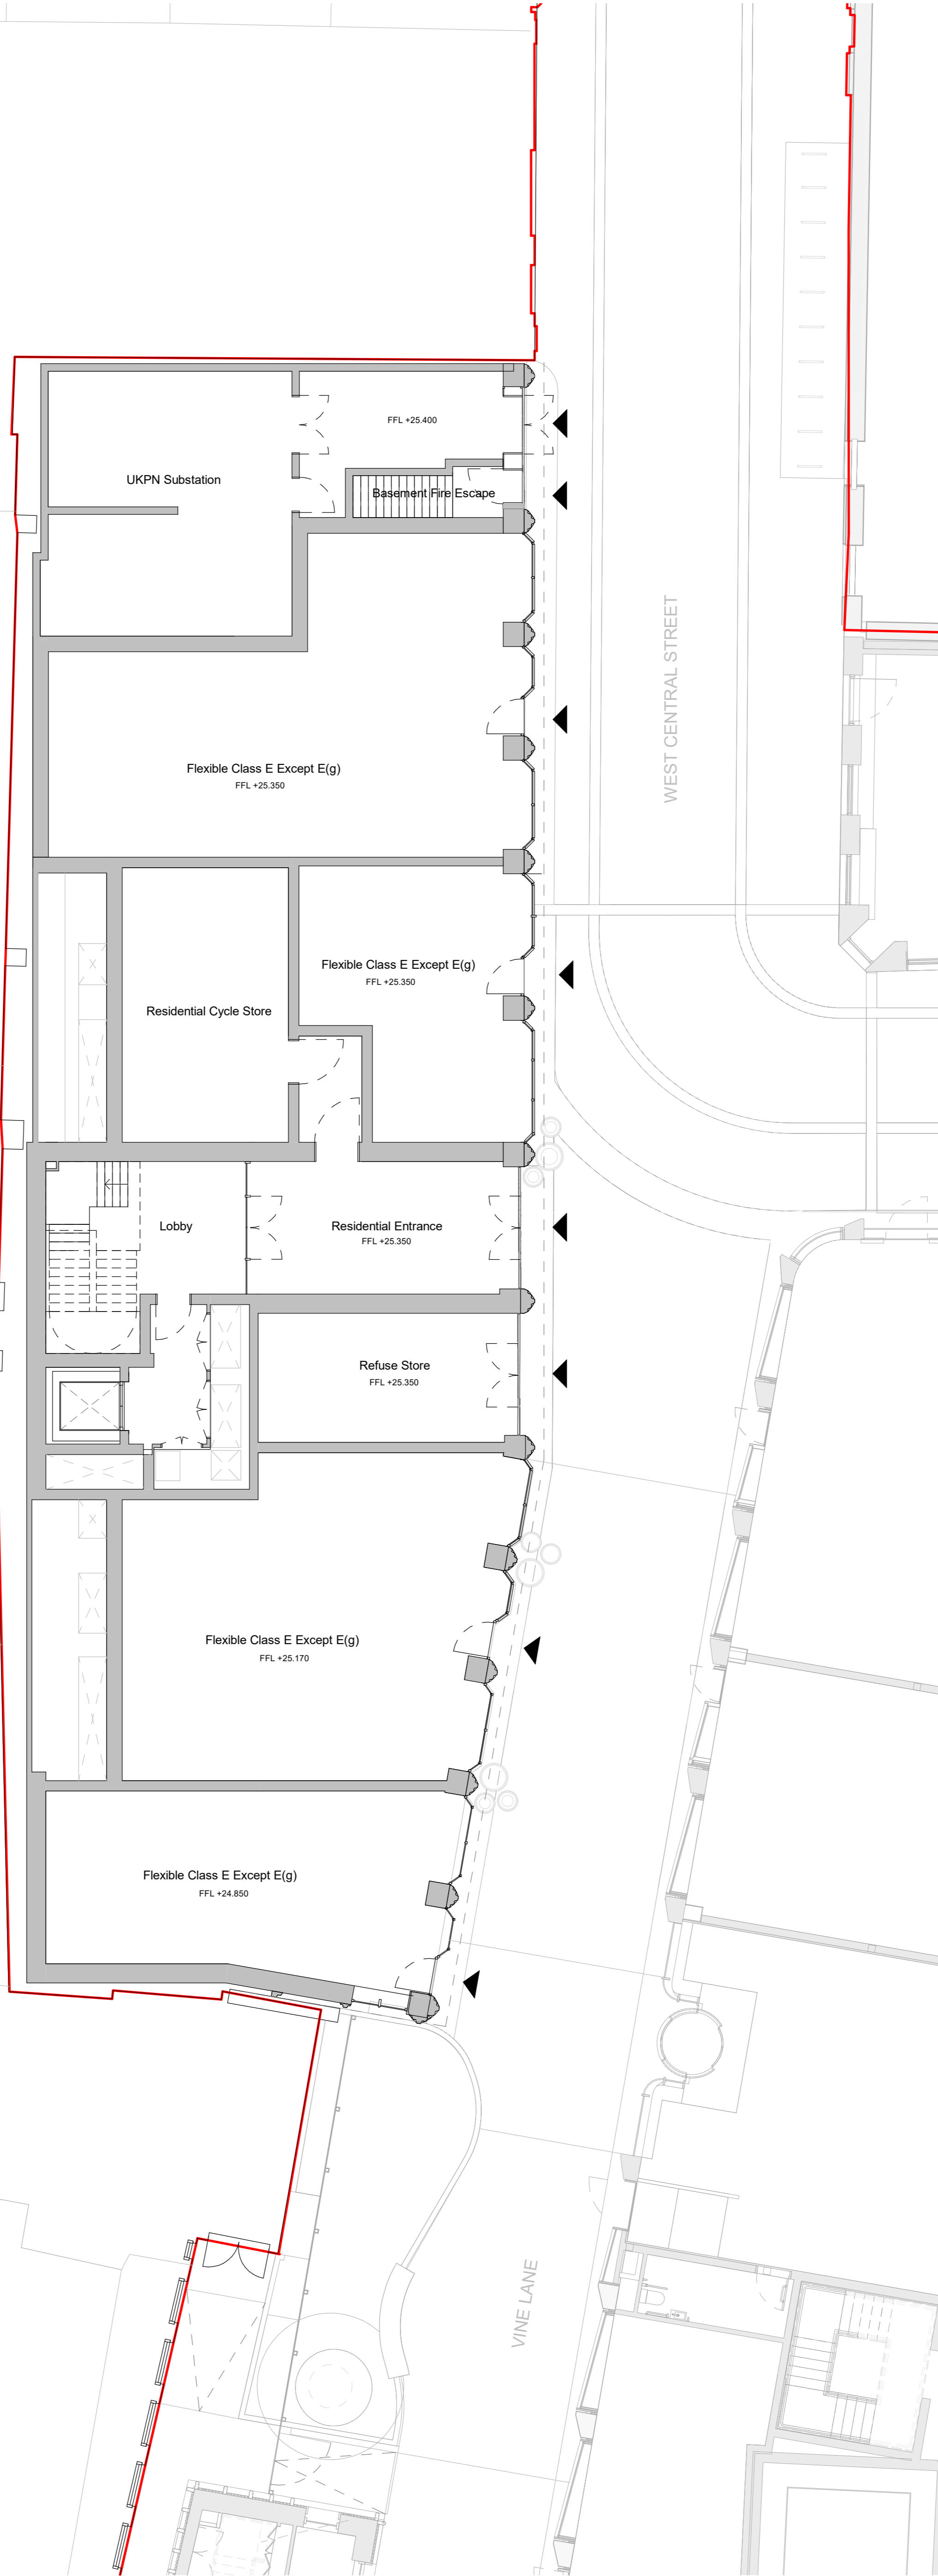 FFL +25.400
UKPN Substation
Basement Fire Escape
WEST CENTRAL STREET
Flexible Class E Except E(g)
FFL +25.350
Flexible Class E Except E(g)
FFL +25.350
Residential Cycle Store
Lobby
Residential Entrance
FFL +25.350
Refuse Store
FFL +25.350
Flexible Class E Except E(g)
FFL +25.170
Flexible Class E Except E(g)
FFL +24.850
VINE LANE